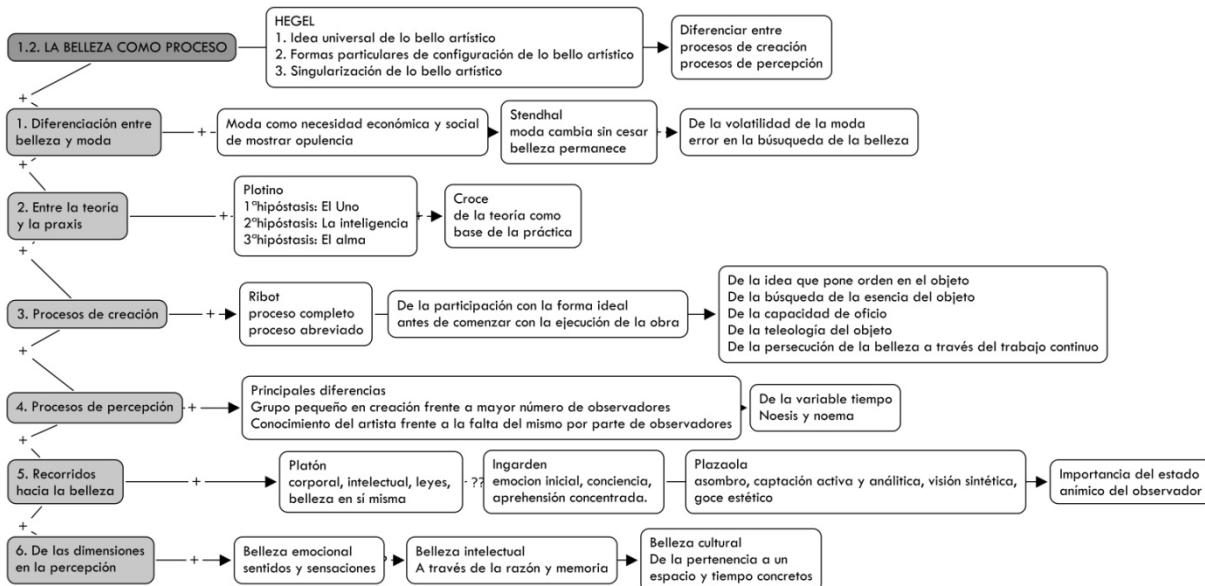 1.2. LA BELLEZA COMO PROCESO
HEGEL
1. Idea universal de lo bello artístico
2. Formas particulares de configuración de lo bello artístico
3. Singularización de lo bello artístico
Diferenciar entre
procesos de creación
procesos de percepción
+
1. Diferenciación entre
belleza y moda
+
Moda como necesidad económica y social
de mostrar opulencia
Stendhal
moda cambia sin cesar
belleza permanece
De la volatilidad de la moda
error en la búsuqueda de la belleza
+
2. Entre la teoría
y la praxis
+
Plotino
1ªhipóstasis: El Uno
2ªhipóstasis: La inteligencia
3ªhipóstasis: El alma
+
Croce
de la teoría como
base de la práctica
+
3. Procesos de creación
+
Ribot
proceso completo
proceso abreviado
De la participación con la forma ideal
antes de comenzar con la ejecución de la obra
De la idea que pone orden en el objeto
De la búsqueda de la esencia del objeto
De la capacidad de oficio
De la teleología del objeto
De la persecución de la belleza a través del trabajo continuo
+
4. Procesos de percepción
+
Principales diferencias
Grupo pequeño en creación frente a mayor número de observadores
Conocimiento del artista frente a la falta del mismo por parte de observadores
De la variable tiempo
Noesis y noema
+
5. Recorridos
hacia la belleza
+
Platón
corporal, intelectual, leyes,
belleza en sí misma
??
Ingarden
emocion inicial, conciencia,
aprehensión concentrada.
Plazaola
asombro, captación activa y análitica, visión sintética,
goce estético
Importancia del estado
anímico del observador
+
6. De las dimensiones
en la percepción
+
Belleza emocional
sentidos y sensaciones
?
Belleza intelectual
A través de la razón y memoria
Belleza cultural
De la pertenencia a un
espacio y tiempo concretos